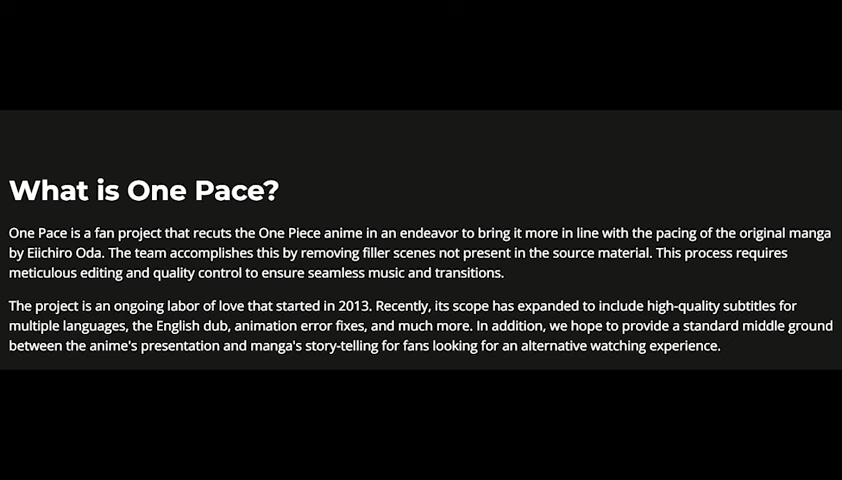 What is One Pace?
One Pace is a fan project that recuts the One Piece anime in an endeavor to bring it more in line with the pacing of the original manga
by Eiichiro Oda. The team accomplishes this by removing filler scenes not present in the source material. This process requires
meticulous editing and quality control to ensure seamless music and transitions.
The project is an ongoing labor of love that started in 2013. Recently, its scope has expanded to include high-quality subtitles for
multiple languages, the English dub, animation error fixes, and much more. In addition, we hope to provide a standard middle ground
between the anime's presentation and manga's story-telling for fans looking for an alternative watching experience.